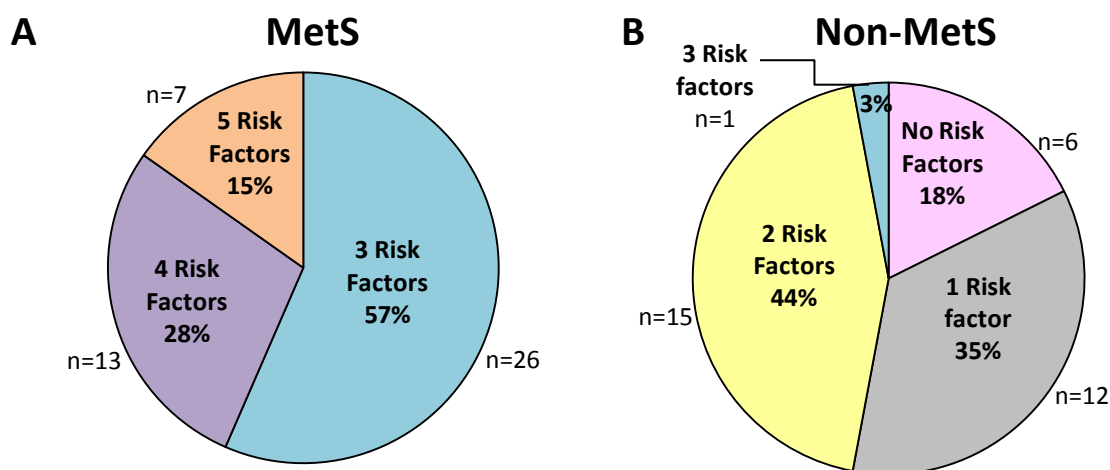 A
MetS
n=7
5 Risk
Factors
15%
4 Risk
Factors
28%
n=13
3 Risk
Factors
57%
n=26
B
Non-MetS
3 Risk
factors
n=1
3%
No Risk
Factors
18%
n=6
2 Risk
Factors
44%
n=15
1 Risk
factor
35%
n=12